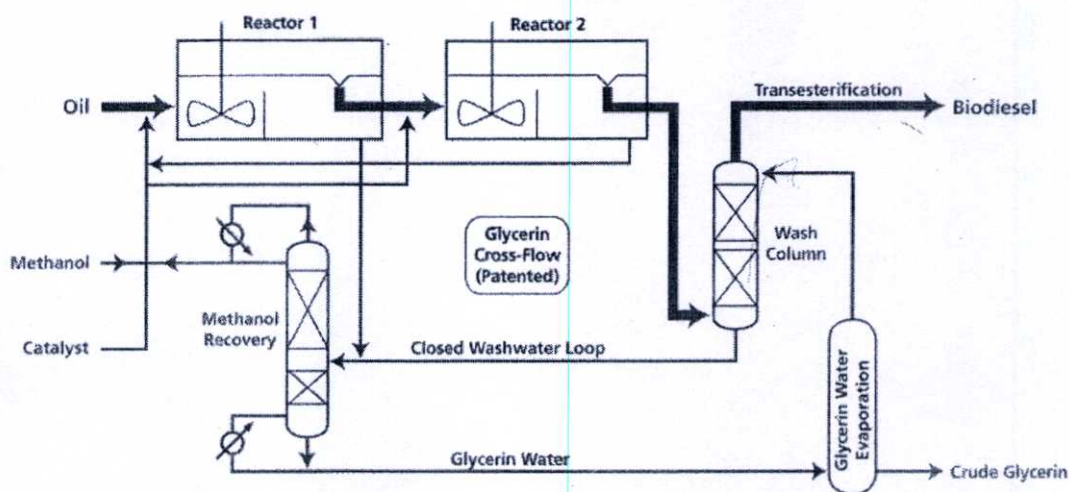 Reactor 1
Reactor 2
Oil
Transesterification
Biodiesel
Glycerin
Cross-Flow
(Patented)
Wash
Column
Methanol
Methanol
Recovery
Catalyst
Closed Washwater Loop
Glycerin Water
Evaporation
Glycerin Water
Crude Glycerin